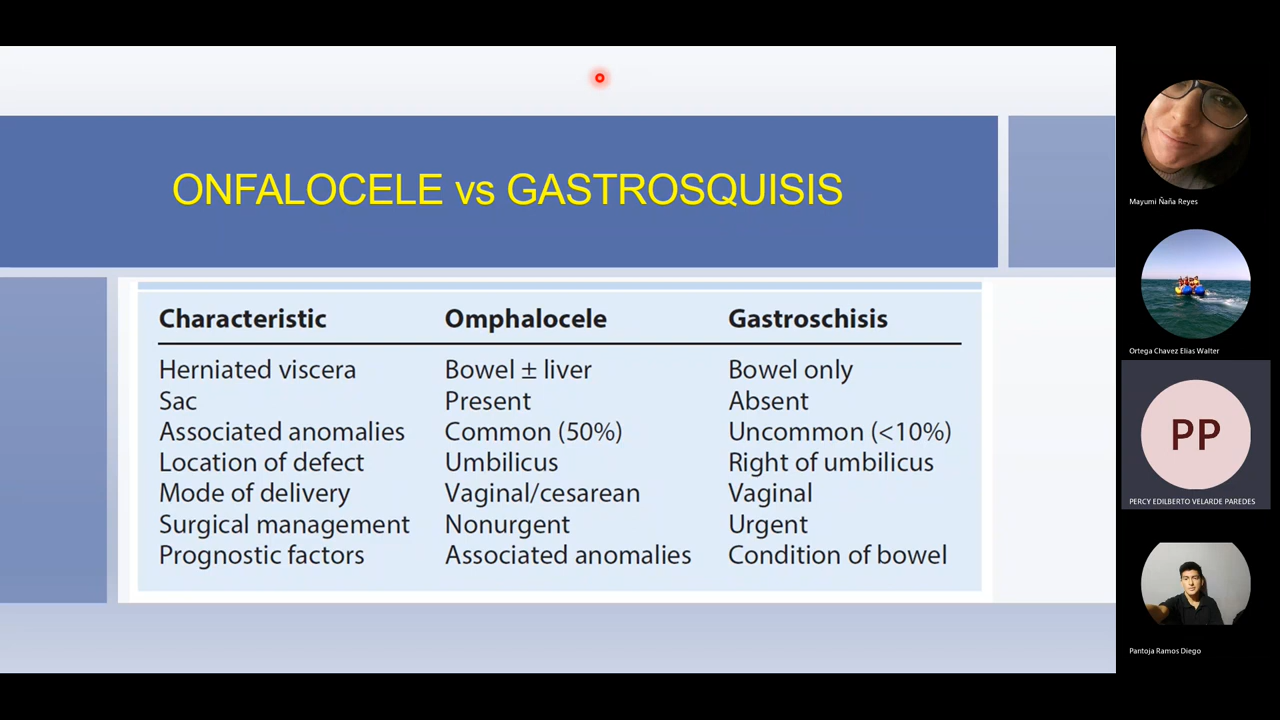 ONFALOCELE vs GASTROSQUISIS
Characteristic Omphalocele Gastroschisis
Herniated viscera Bowel ± liver Bowel only
Sac Present Absent
Associated anomalies Common (50%) Uncommon (<10%)
Location of defect Umbilicus Right of umbilicus
Mode of delivery Vaginal/cesarean Vaginal
Surgical management Nonurgent Urgent
Prognostic factors Associated anomalies Condition of bowel
Mayumi Ñaña Reyes
Ortega Chavez Elias Walter
PP
PERCY EDILBERTO VELARDE PAREDES
Pantoja Ramos Diego